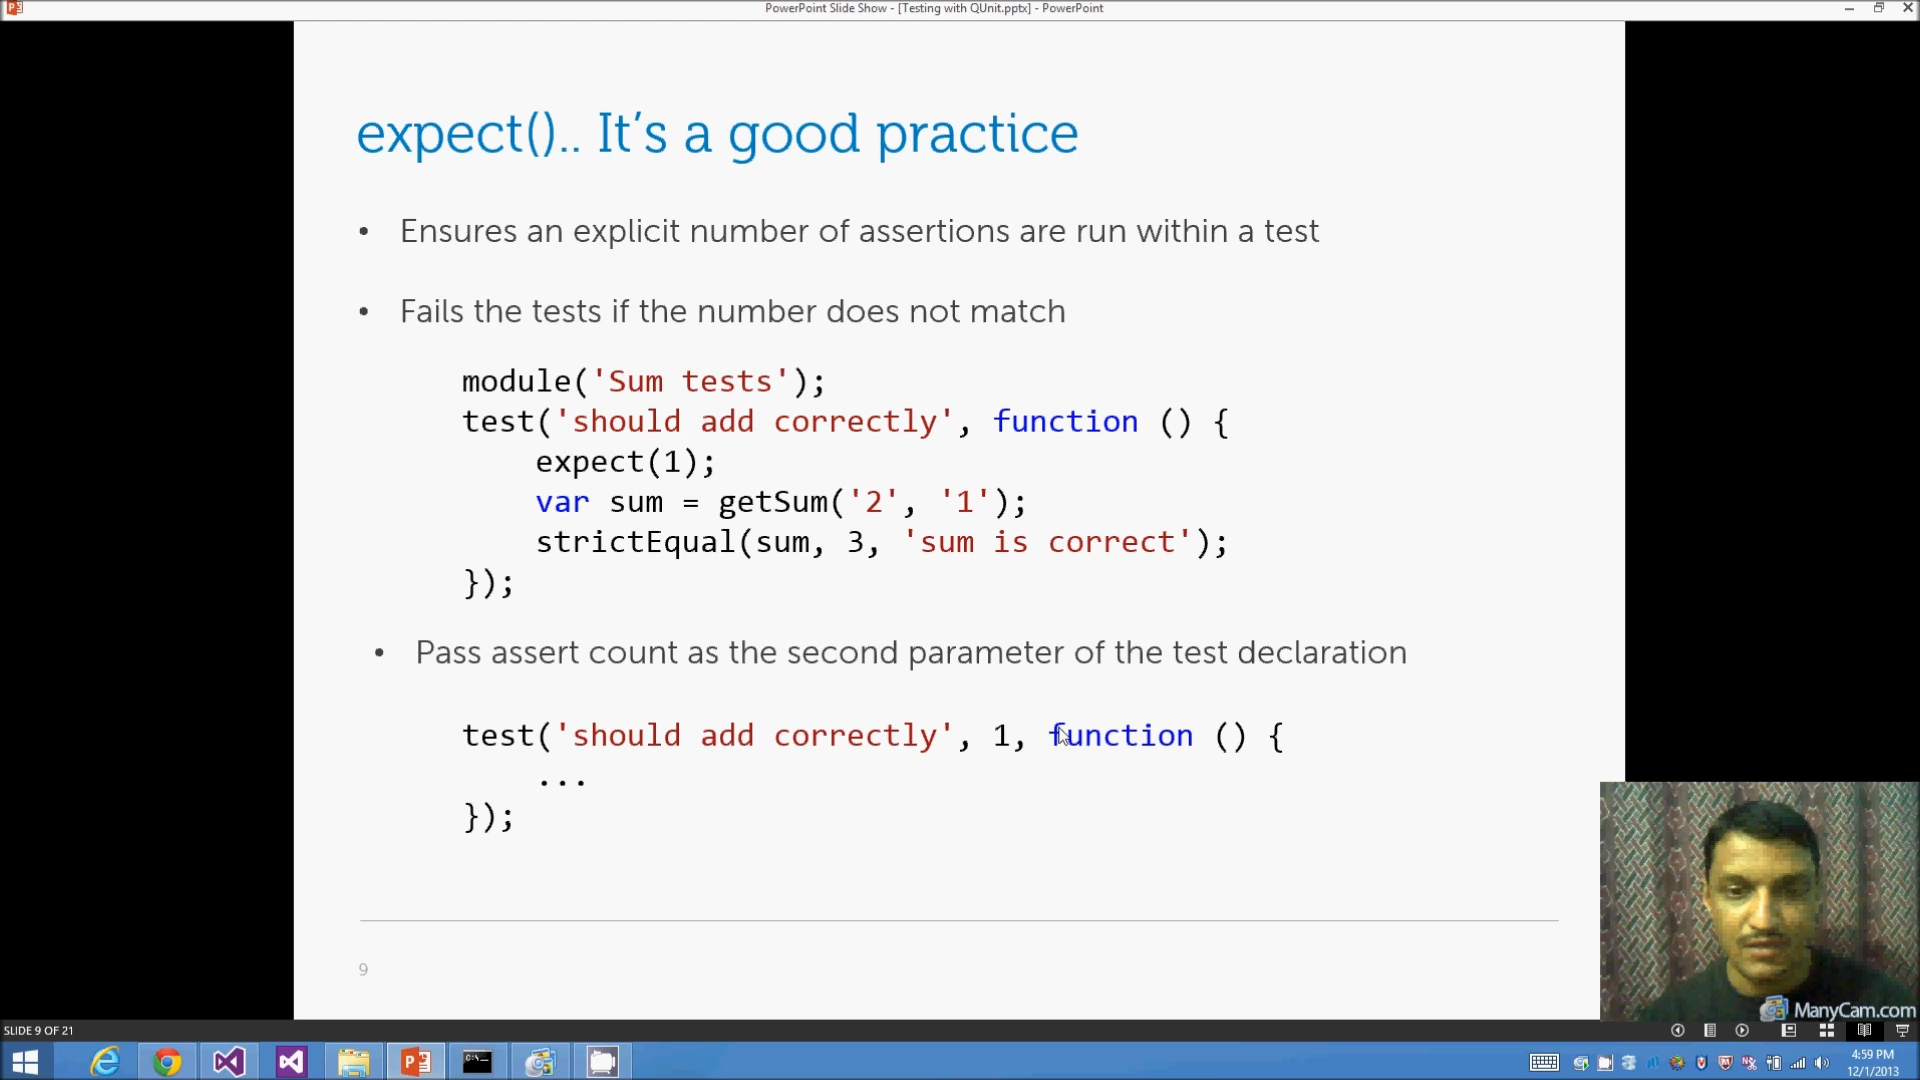 PowerPoint Slide Show - [Testing with QUnit.pptx] - PowerPoint
expect().. It's a good practice
• Ensures an explicit number of assertions are run within a test
• Fails the tests if the number does not match
module('Sum tests');
test('should add correctly', function () {
expect(1);
var sum = getSum('2', '1');
strictEqual(sum, 3, 'sum is correct');
});
• Pass assert count as the second parameter of the test declaration
test('should add correctly', 1, function () {
...
});
9
ManyCam.com
SLIDE 9 OF 21
4:59 PM
12/1/2013